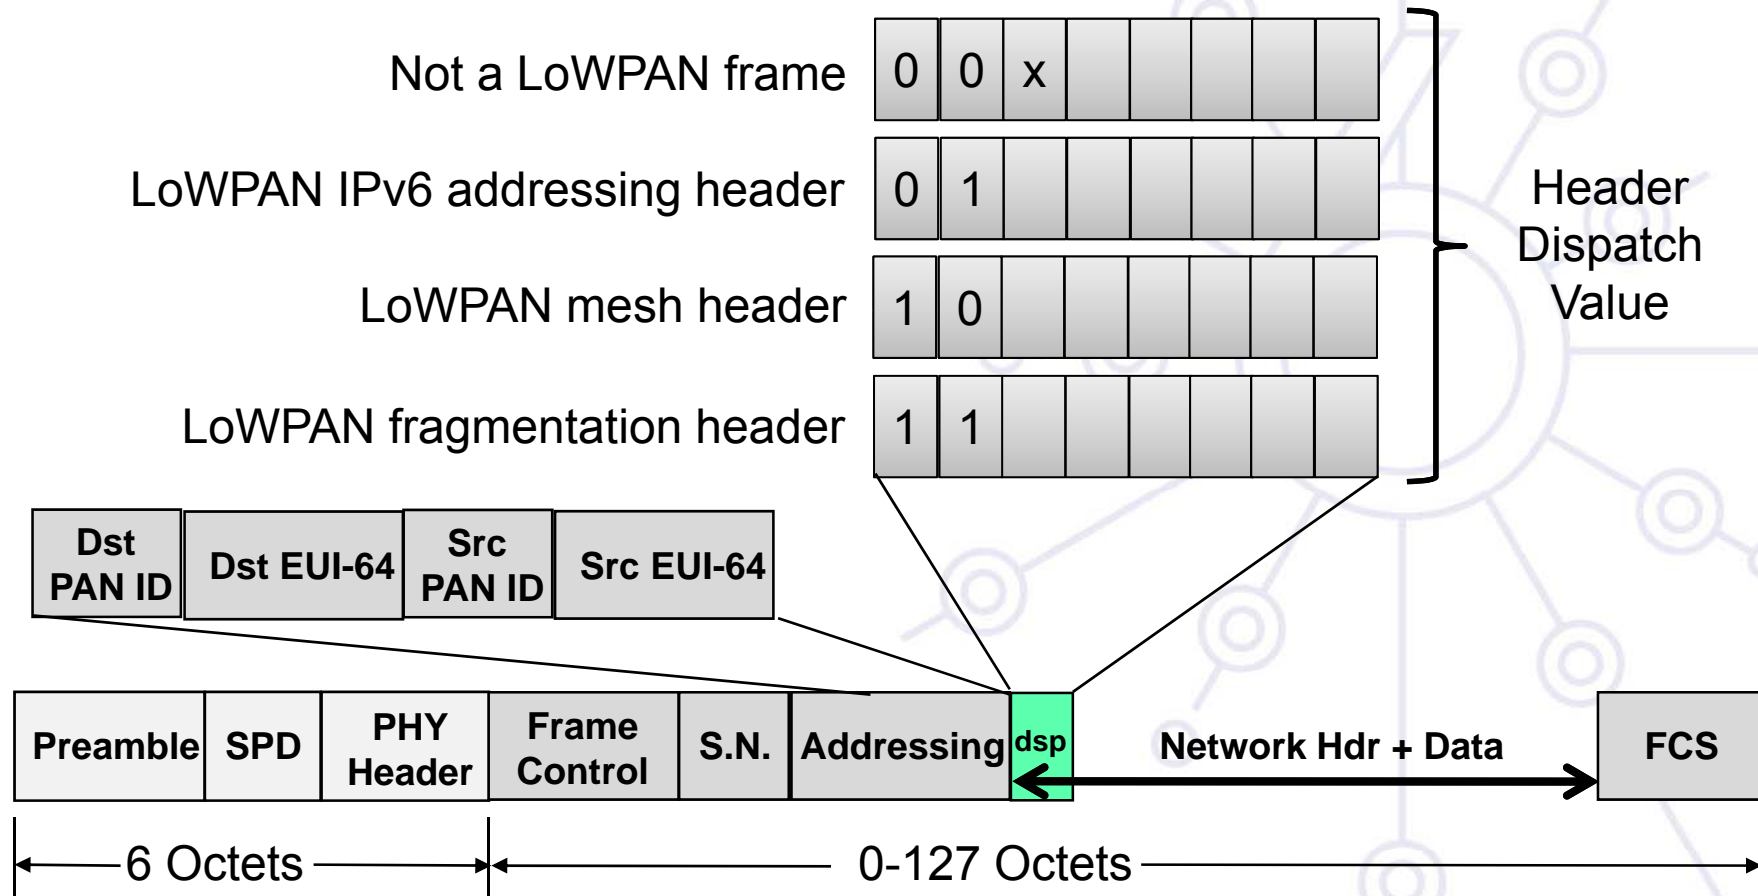 Not a LoWPAN frame 0 0 x
LoWPAN IPv6 addressing header 0 1
LoWPAN mesh header 1 0
LoWPAN fragmentation header 1 1
Header
Dispatch
Value
Dst
PAN ID
Dst EUI-64
Src
PAN ID
Src EUI-64
Preamble
SPD
PHY
Header
Frame
Control
S.N.
Addressing
dsp
Network Hdr + Data
FCS
6 Octets
0-127 Octets